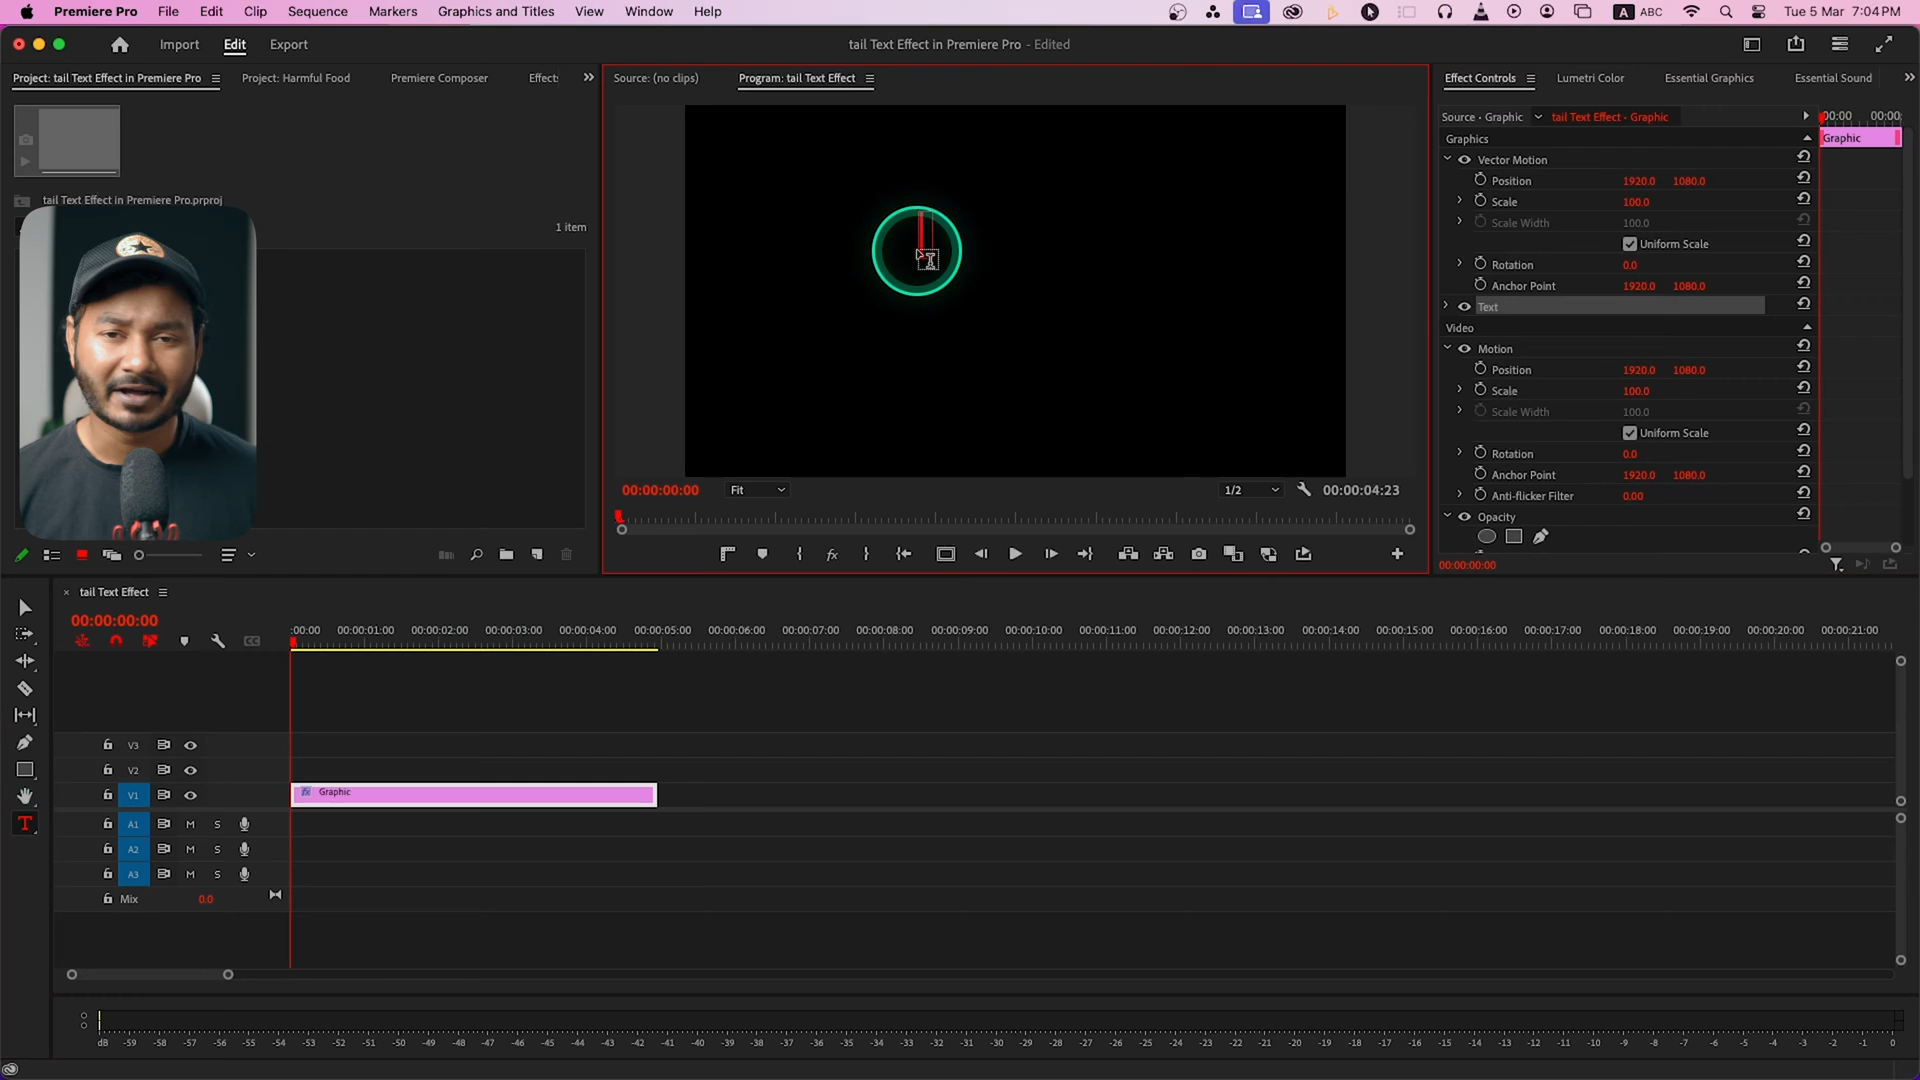 Premiere Pro File Edit Clip Sequence Markers Graphics and Titles View Window Help A ABC Tue 5 Mar 7:04 PM
Import Edit Export tail Text Effect in Premiere Pro - Edited
Project: tail Text Effect in Premiere Pro Project: Harmful Food Premiere Composer Effects
tail Text Effect in Premiere Pro.prproj
1 item
Source: (no clips) Program: tail Text Effect
00:00:00:00 Fit 1/2 00:00:04:23
fx
Effect Controls Lumetri Color Essential Graphics Essential Sound
Source • Graphic tail Text Effect - Graphic 00:00 00:00:
Graphics Graphic
Vector Motion
Position 1920.0 1080.0
Scale 100.0
Scale Width 100.0
Uniform Scale
Rotation 0.0
Anchor Point 1920.0 1080.0
Text
Video
Motion
Position 1920.0 1080.0
Scale 100.0
Scale Width 100.0
Uniform Scale
Rotation 0.0
Anchor Point 1920.0 1080.0
Anti-flicker Filter 0.00
Opacity
00:00:00:00
× tail Text Effect
00:00:00:00
CC
:00:00 00:00:01:00 00:00:02:00 00:00:03:00 00:00:04:00 00:00:05:00 00:00:06:00 00:00:07:00 00:00:08:00 00:00:09:00 00:00:10:00 00:00:11:00 00:00:12:00 00:00:13:00 00:00:14:00 00:00:15:00 00:00:16:00 00:00:17:00 00:00:18:00 00:00:19:00 00:00:20:00 00:00:21:00
V3
V2
V1 fx Graphic
T A1 M S
A2 M S
A3 M S
Mix 0.0
dB -59 -58 -57 -56 -55 -54 -53 -52 -51 -50 -49 -48 -47 -46 -45 -44 -43 -42 -41 -40 -39 -38 -37 -36 -35 -34 -33 -32 -31 -30 -29 -28 -27 -26 -25 -24 -23 -22 -21 -20 -19 -18 -17 -16 -15 -14 -13 -12 -11 -10 -9 -8 -7 -6 -5 -4 -3 -2 -1 0